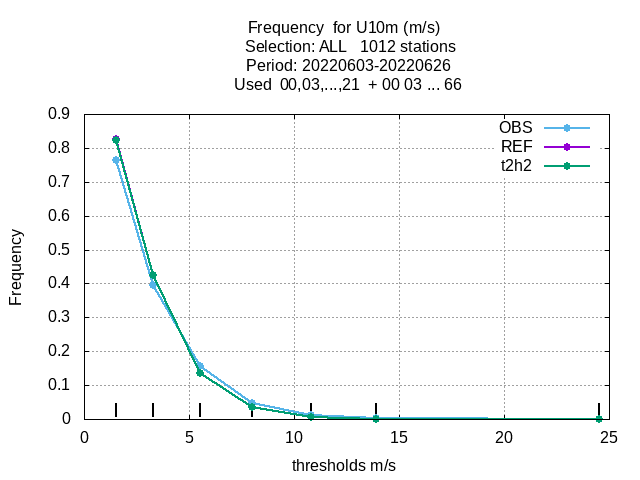 Frequency  for U10m (m/s)
Selection: ALL   1012 stations
Period: 20220603-20220626
Used  00,03,...,21  + 00 03 ... 66
OBS
REF
t2h2
Frequency
0.9
0.8
0.7
0.6
0.5
0.4
0.3
0.2
0.1
0
0 5 10 15 20 25
thresholds m/s